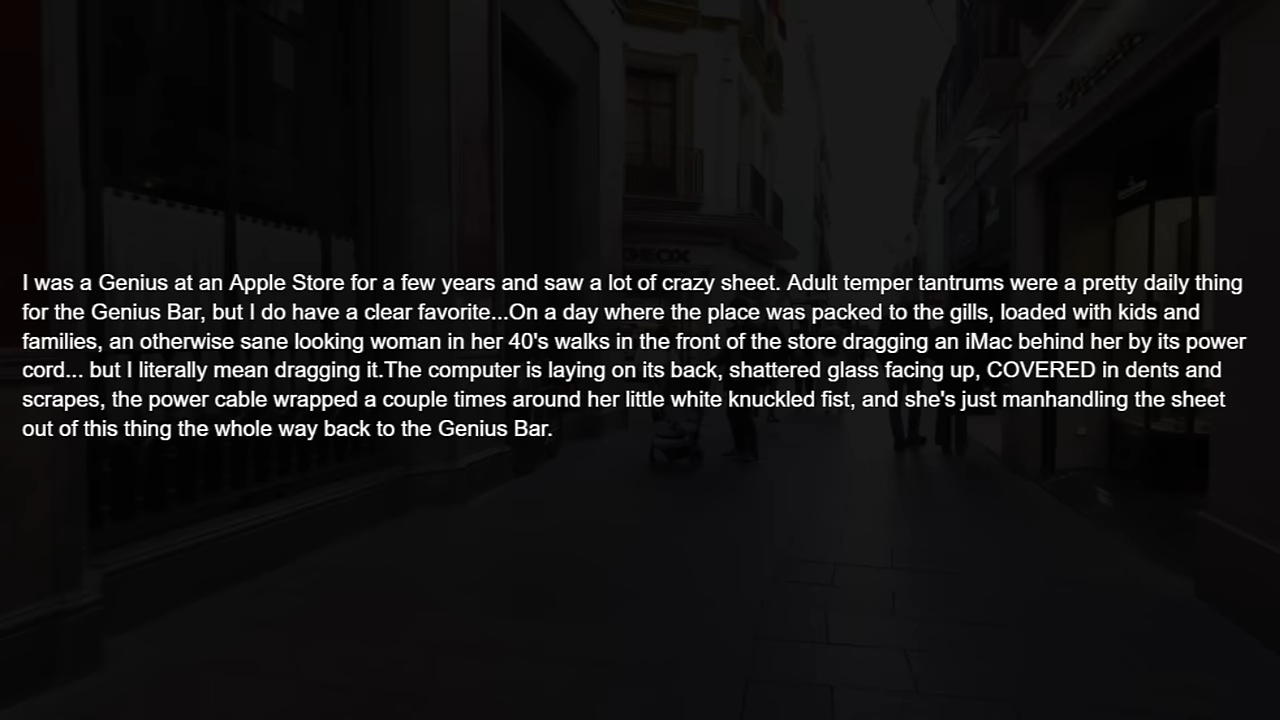 GEOX
I was a Genius at an Apple Store for a few years and saw a lot of crazy sheet. Adult temper tantrums were a pretty daily thing
for the Genius Bar, but I do have a clear favorite...On a day where the place was packed to the gills, loaded with kids and
families, an otherwise sane looking woman in her 40's walks in the front of the store dragging an iMac behind her by its power
cord... but I literally mean dragging it.The computer is laying on its back, shattered glass facing up, COVERED in dents and
scrapes, the power cable wrapped a couple times around her little white knuckled fist, and she's just manhandling the sheet
out of this thing the whole way back to the Genius Bar.